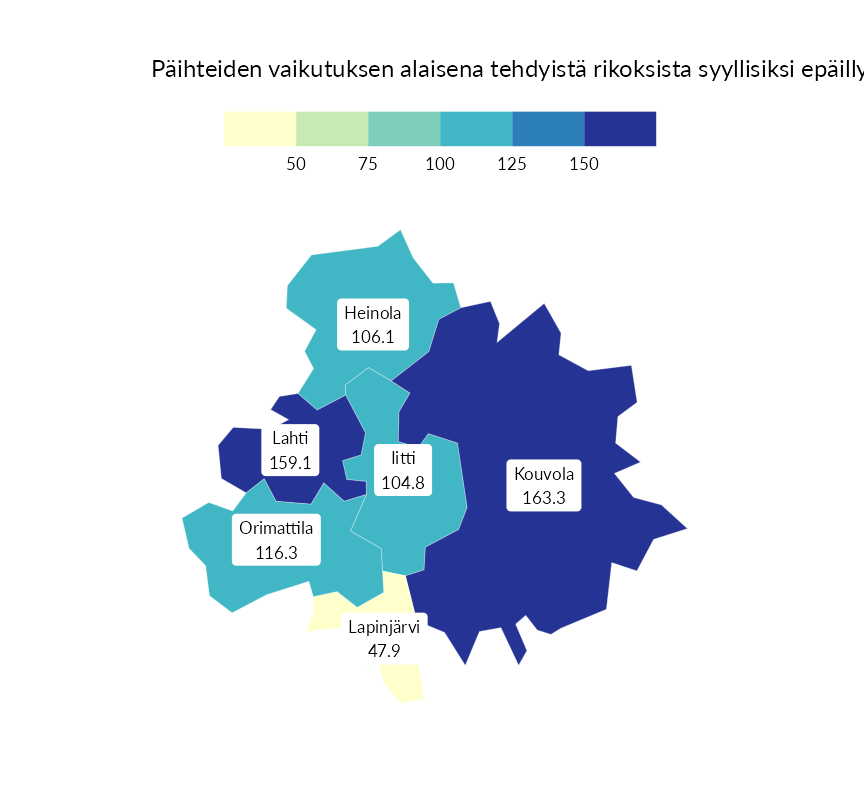 Päihteiden vaikutuksen alaisena tehdyistä rikoksista syyllisiksi epäilly
50 75 100 125 150
Heinola
106.1
Lahti
159.1
Iitti
104.8
Kouvola
163.3
Orimattila
116.3
Lapinjärvi
47.9